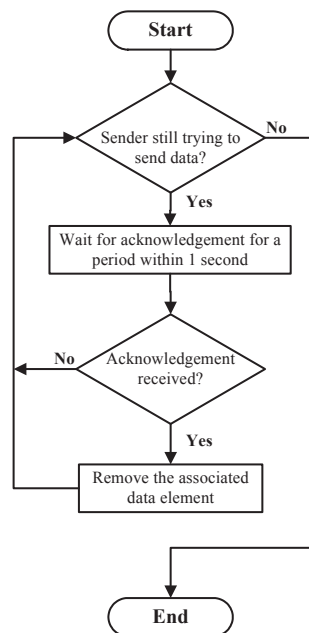 Start
Sender still trying to
send data?
No
Yes
Wait for acknowledgement for a
period within 1 second
No
Acknowledgement
received?
Yes
Remove the associated
data element
End